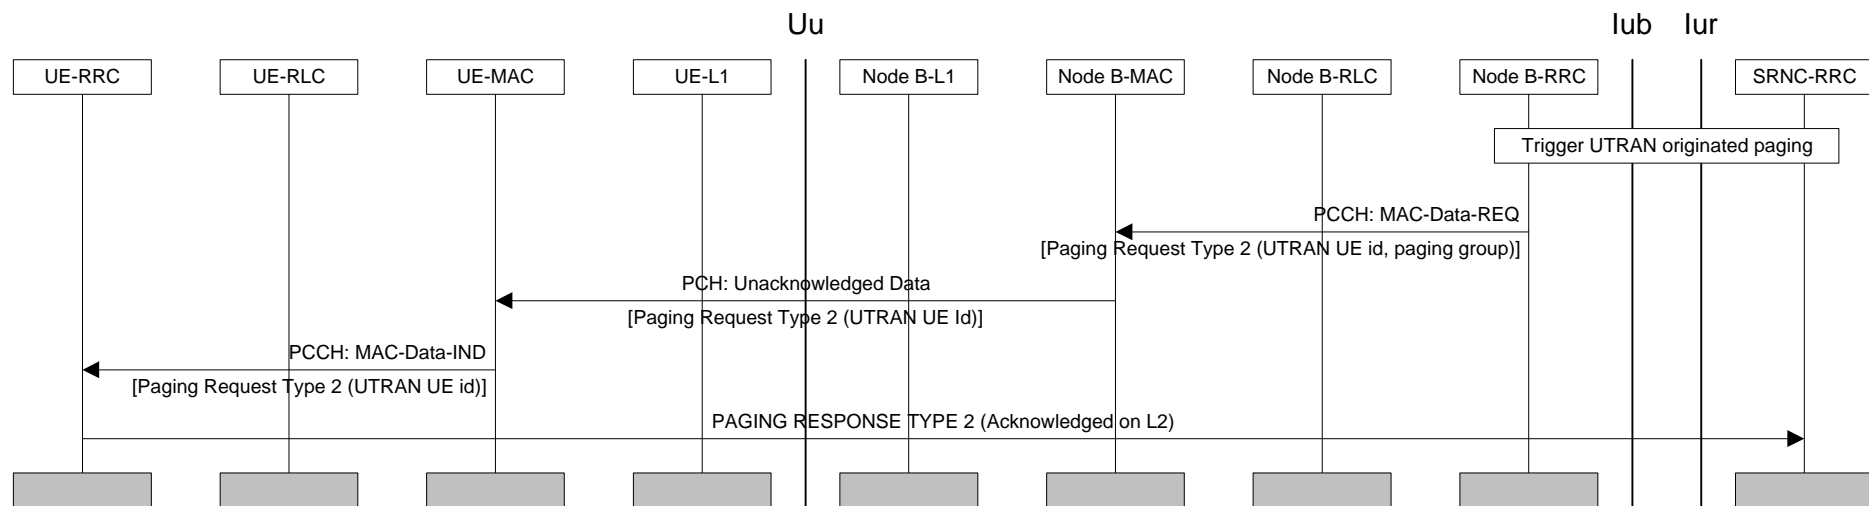 Uu
Iub
Iur
UE-RRC
UE-RLC
UE-MAC
UE-L1
Node B-L1
Node B-MAC
Node B-RLC
Node B-RRC
SRNC-RRC
Trigger UTRAN originated paging
PCCH: MAC-Data-REQ
[Paging Request Type 2 (UTRAN UE id, paging group)]
PCH: Unacknowledged Data
[Paging Request Type 2 (UTRAN UE Id)]
PCCH: MAC-Data-IND
[Paging Request Type 2 (UTRAN UE id)]
PAGING RESPONSE TYPE 2 (Acknowledged on L2)